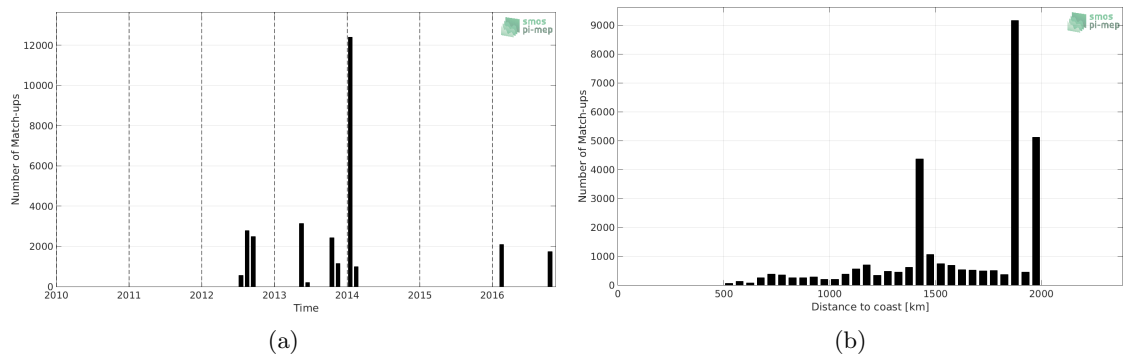 smos
pi-mep
12000
10000
8000
6000
4000
2000
0
Number of Match-ups
2010 2011 2012 2013 2014 2015 2016
Time
(a)
smos
pi-mep
9000
8000
7000
6000
5000
4000
3000
2000
1000
0
Number of Match-ups
0 500 1000 1500 2000
Distance to coast [km]
(b)